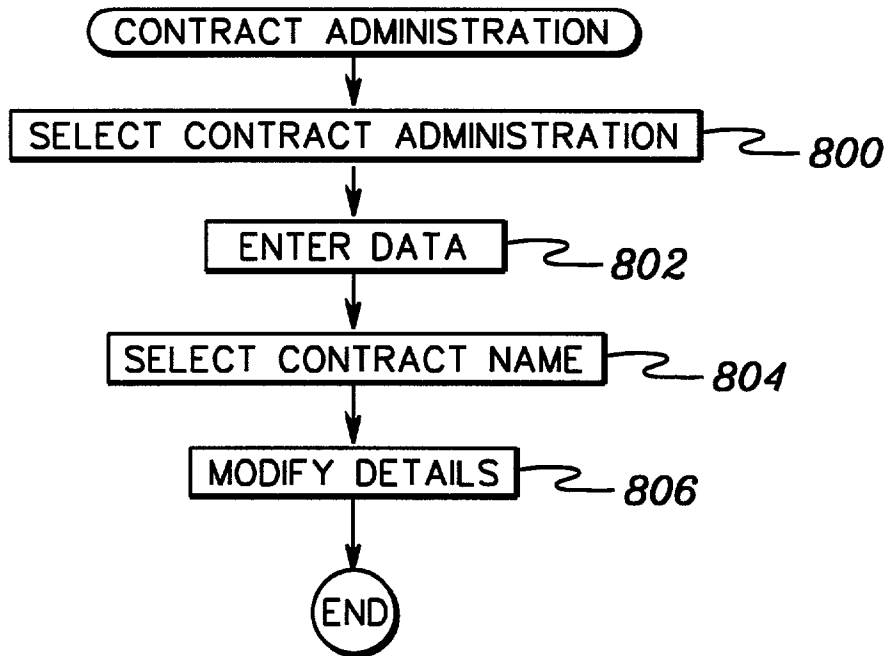 CONTRACT ADMINISTRATION
SELECT CONTRACT ADMINISTRATION
800
ENTER DATA
802
SELECT CONTRACT NAME
804
MODIFY DETAILS
806
END